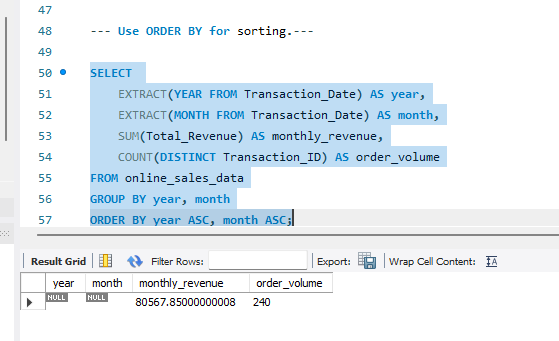 47
48 --- Use ORDER BY for sorting.---
49
50 SELECT
51 EXTRACT(YEAR FROM Transaction_Date) AS year,
52 EXTRACT(MONTH FROM Transaction_Date) AS month,
53 SUM(Total_Revenue) AS monthly_revenue,
54 COUNT(DISTINCT Transaction_ID) AS order_volume
55 FROM online_sales_data
56 GROUP BY year, month
57 ORDER BY year ASC, month ASC;
Result Grid Filter Rows: Export: Wrap Cell Content:
year month monthly_revenue order_volume
NULL NULL 80567.85000000008 240